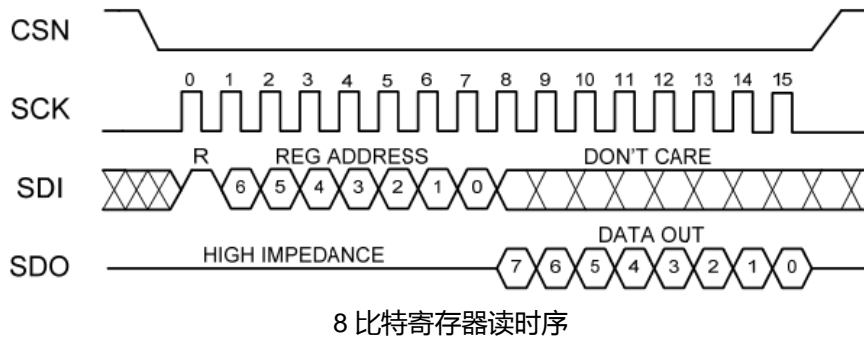 CSN
0 1 2 3 4 5 6 7 8 9 10 11 12 13 14 15
SCK
R REG ADDRESS DON'T CARE
SDI 6 5 4 3 2 1 0
DATA OUT
HIGH IMPEDANCE
SDO 7 6 5 4 3 2 1 0
8 比特寄存器读时序